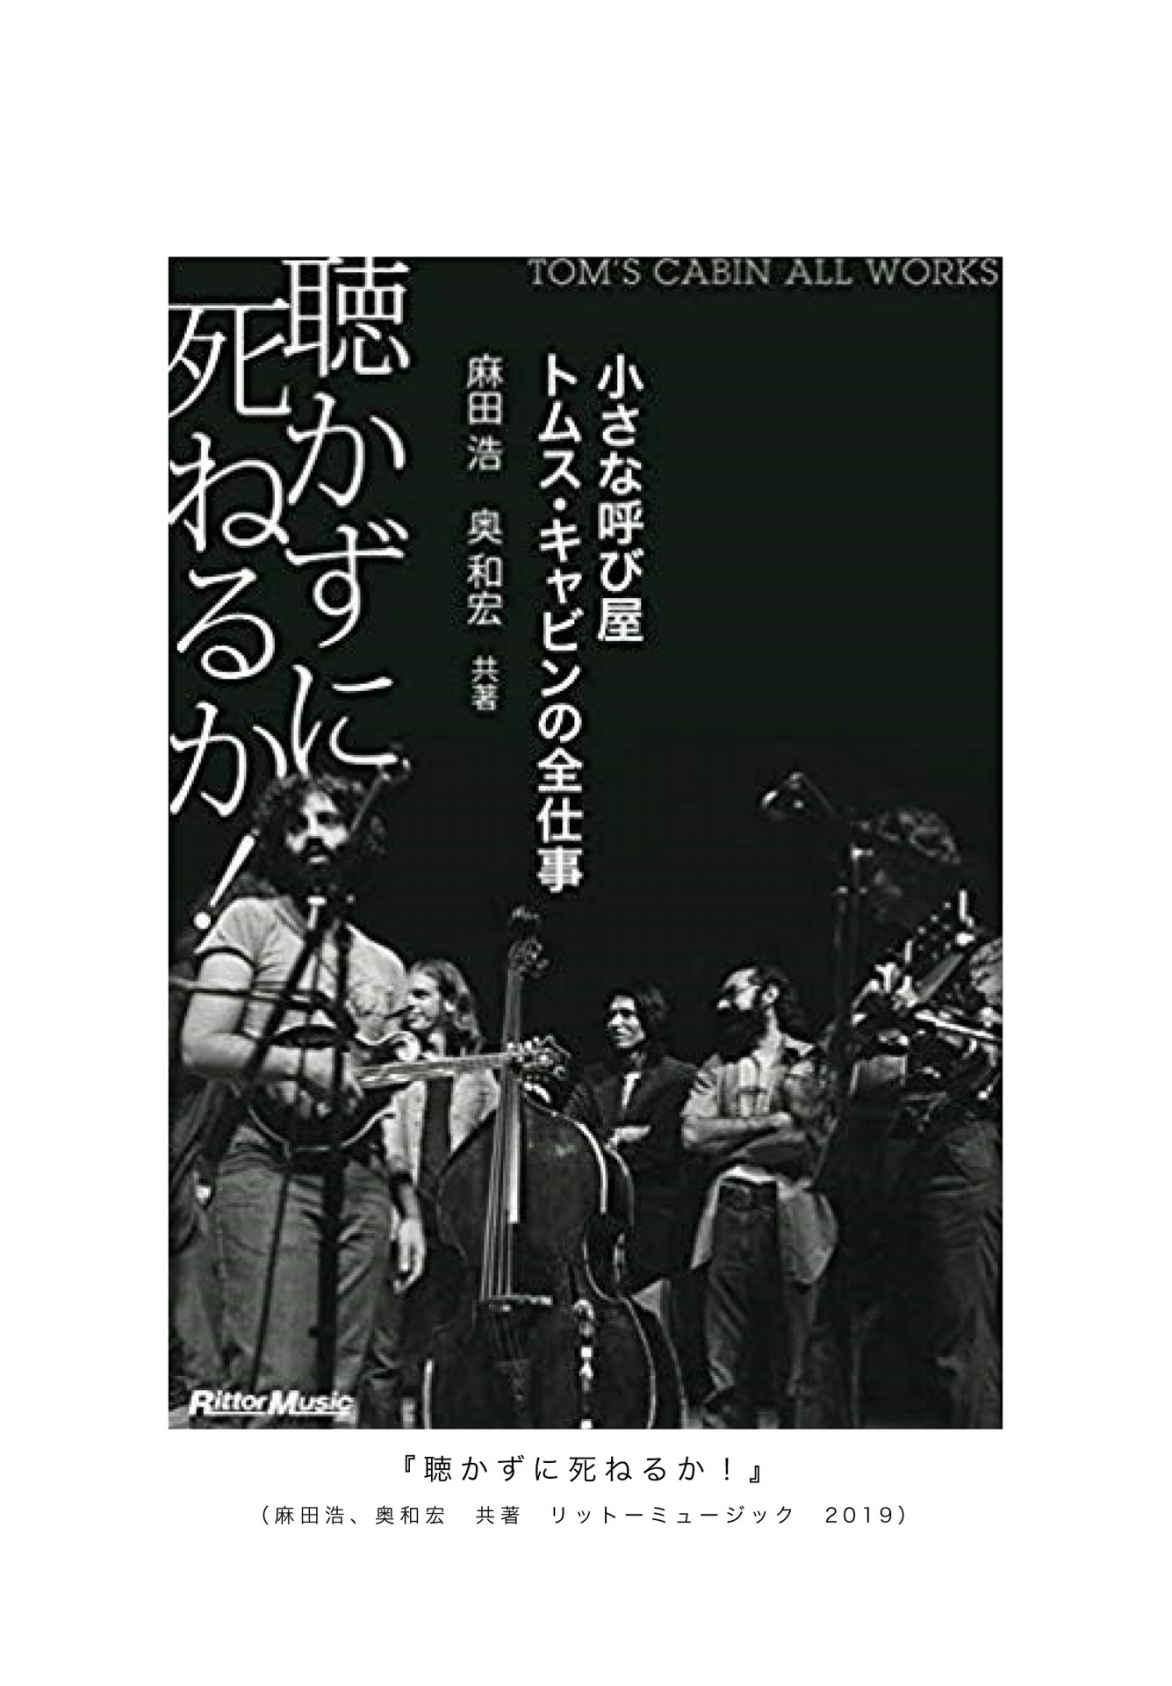 TOM'S CABIN ALL WORKS
聴かずに
死ねるか！
小さな呼び屋
トムス・キャビンの全仕事
麻田浩　奥和宏　共著
Rittor Music
『聴かずに死ねるか！』
（麻田浩、奥和宏　共著　リットーミュージック　2019）